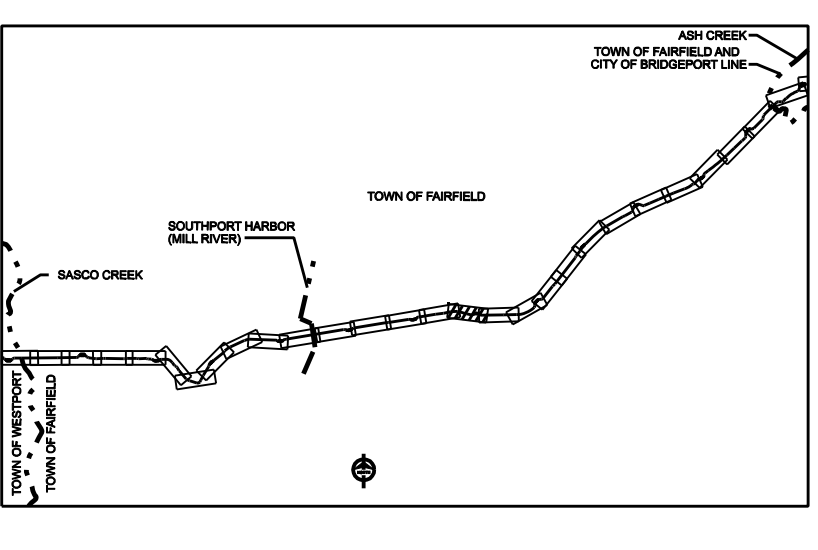 ASH CREEK
TOWN OF FAIRFIELD AND
CITY OF BRIDGEPORT LINE
TOWN OF FAIRFIELD
SOUTHPORT HARBOR
(MILL RIVER)
SASCO CREEK
TOWN OF WESTPORT
TOWN OF FAIRFIELD